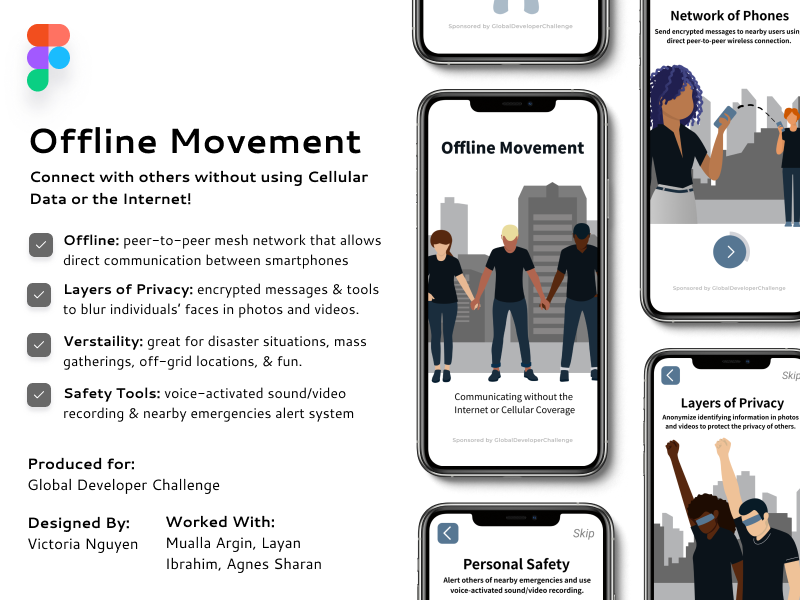 Offline Movement
Connect with others without using Cellular
Data or the Internet!
Offline: peer-to-peer mesh network that allows
direct communication between smartphones
Layers of Privacy: encrypted messages & tools
to blur individuals’ faces in photos and videos.
Verstaility: great for disaster situations, mass
gatherings, off-grid locations, & fun.
Safety Tools: voice-activated sound/video
recording & nearby emergencies alert system
Produced for:
Global Developer Challenge
Designed By:
Victoria Nguyen
Worked With:
Mualla Argin, Layan
Ibrahim, Agnes Sharan
Sponsored by GlobalDeveloperChallenge
Offline Movement
Communicating without the
Internet or Cellular Coverage
Sponsored by GlobalDeveloperChallenge
Skip
Personal Safety
Alert others of nearby emergencies and use
voice-activated sound/video recording.
Network of Phones
Send encrypted messages to nearby users usin
direct peer-to-peer wireless connection.
Sponsored by GlobalDeveloperChallenge
Skip
Layers of Privacy
Anonymize identifying information in photos
and videos to protect the privacy of others.